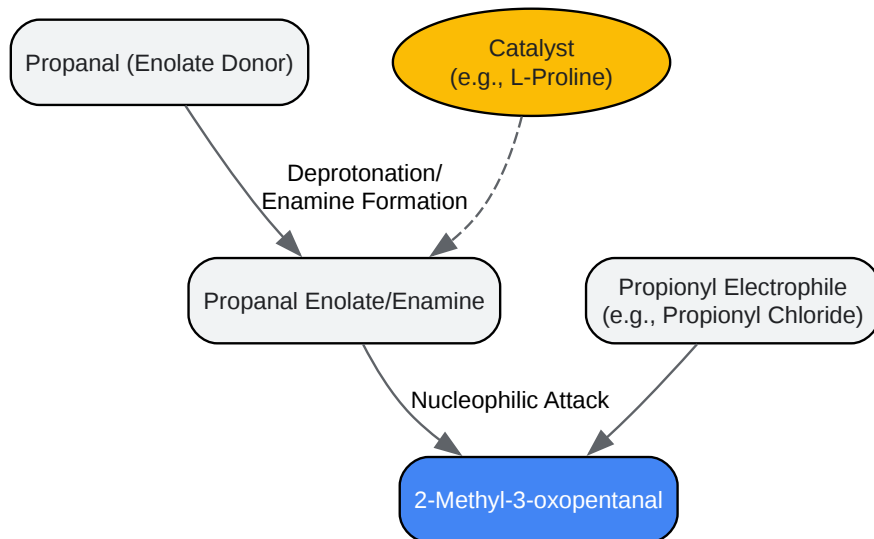 Propanal (Enolate Donor)
Catalyst
(e.g., L-Proline)
Deprotonation/
Enamine Formation
Propanal Enolate/Enamine
Propionyl Electrophile
(e.g., Propionyl Chloride)
Nucleophilic Attack
2-Methyl-3-oxopentanal